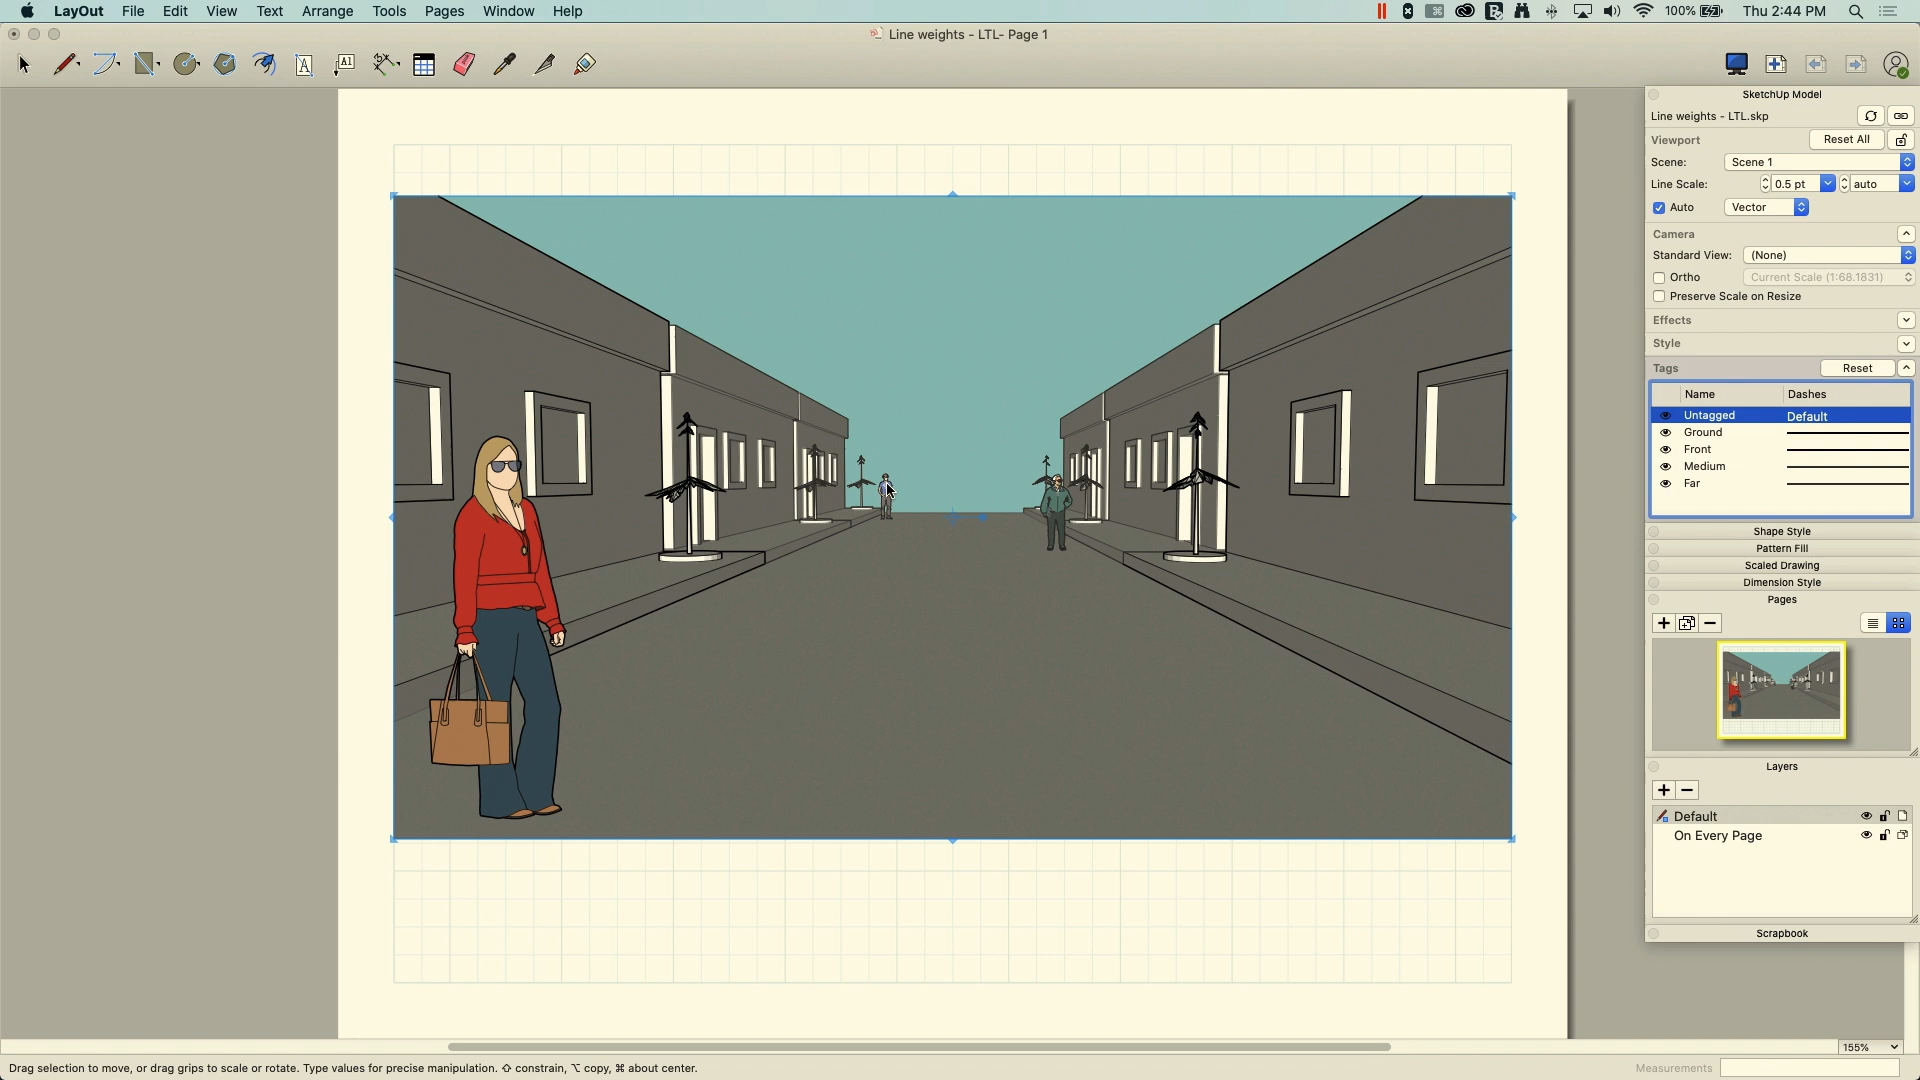 LayOut File Edit View Text Arrange Tools Pages Window Help 100% Thu 2:44 PM
Line weights - LTL- Page 1
A A1
SketchUp Model
Line weights - LTL.skp
Viewport Reset All
Scene: Scene 1
Line Scale: 0.5 pt auto
Auto Vector
Camera
Standard View: (None)
Ortho Current Scale (1:68.1831)
Preserve Scale on Resize
Effects
Style
Tags Reset
Name Dashes
Untagged Default
Ground
Front
Medium
Far
Shape Style
Pattern Fill
Scaled Drawing
Dimension Style
Pages
Layers
Default
On Every Page
Scrapbook
155%
Drag selection to move, or drag grips to scale or rotate. Type values for precise manipulation. ⇧ constrain, ⌥ copy, ⌘ about center. Measurements